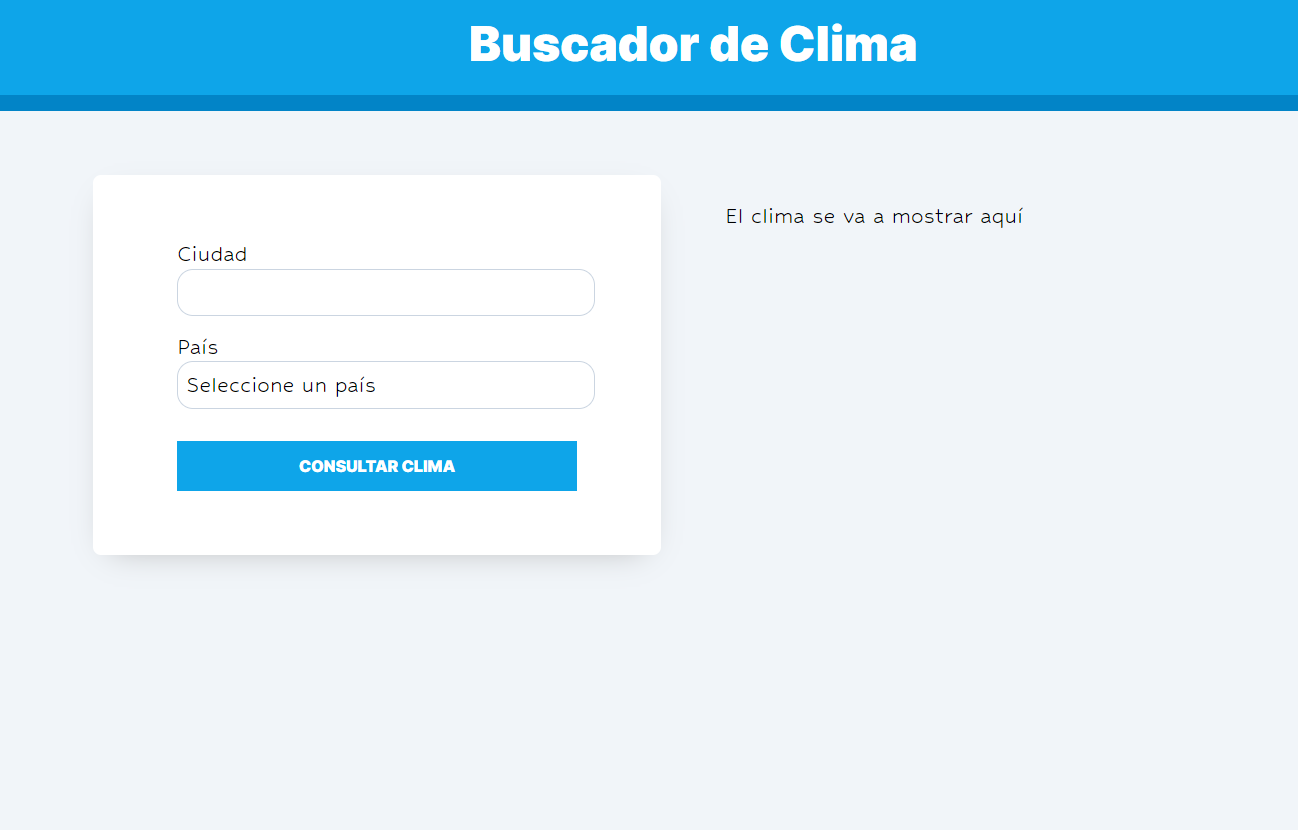 Buscador de Clima
Ciudad
País
Seleccione un país
CONSULTAR CLIMA
El clima se va a mostrar aquí